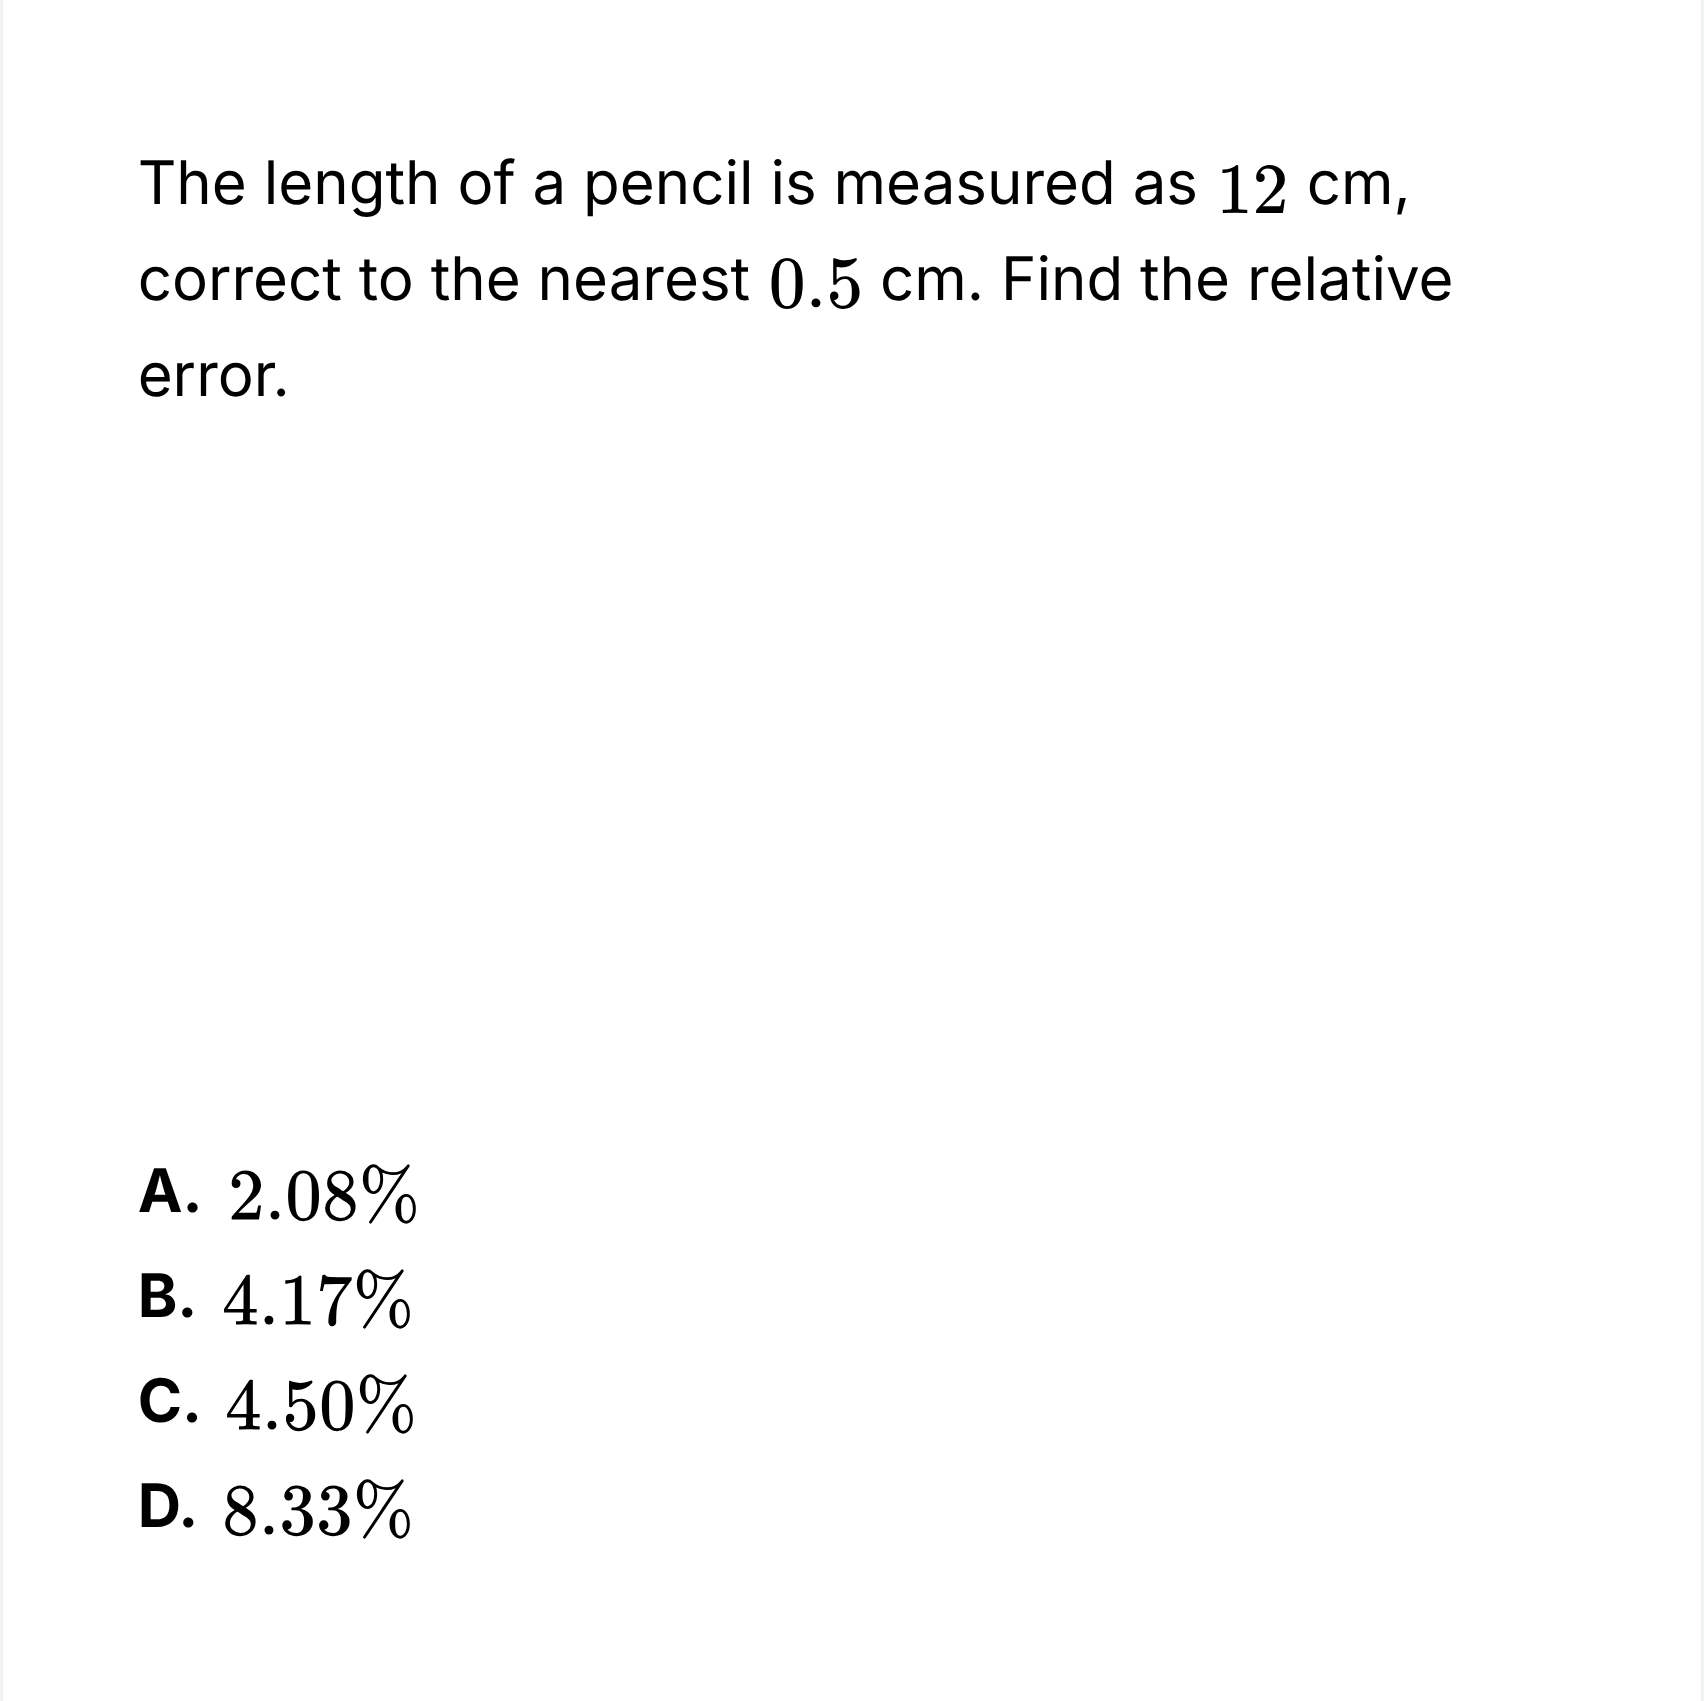 The length of a pencil is measured as 12 cm,
correct to the nearest 0.5 cm. Find the relative
error.
A. 2.08%
B. 4.17%
C. 4.50%
D. 8.33%